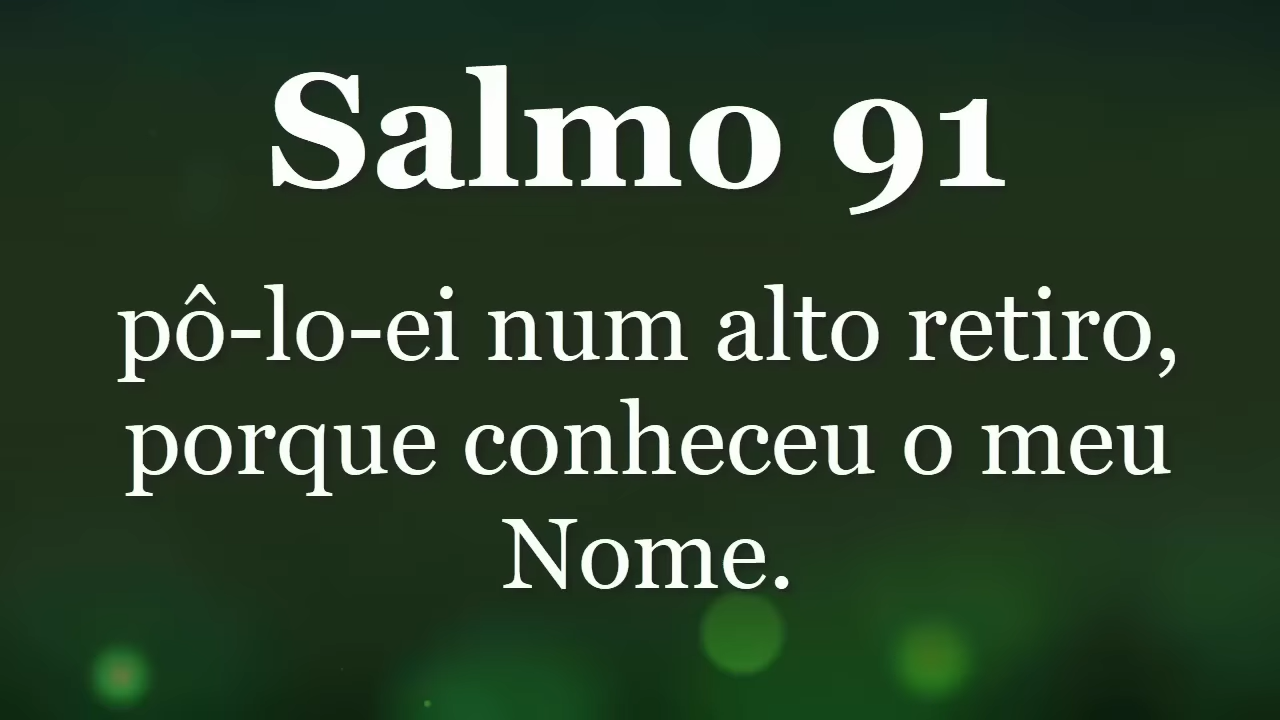 Salmo 91
pô-lo-ei num alto retiro,
porque conheceu o meu
Nome.